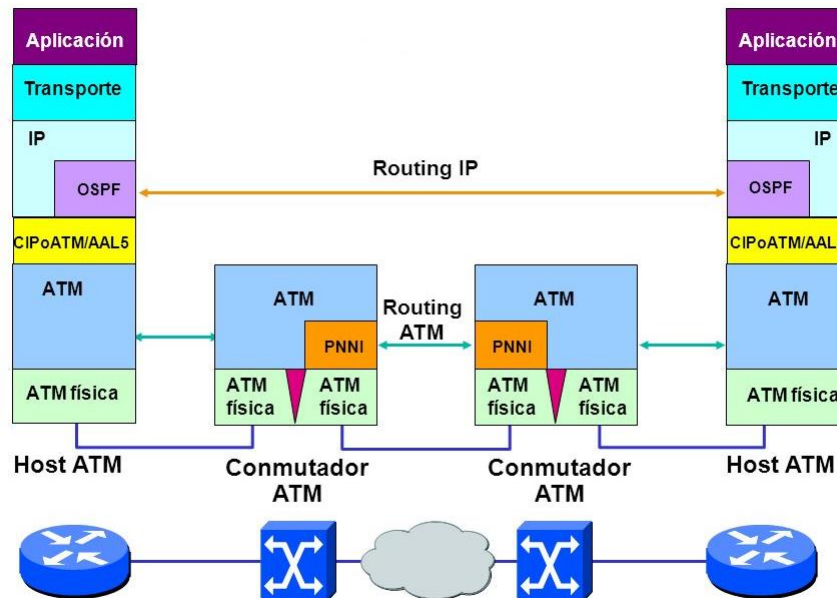 Aplicación
Aplicación
Transporte
Transporte
IP
IP
Routing IP
OSPF
OSPF
CIPoATM/AAL5
CIPoATM/AAL
ATM
ATM
Routing
ATM
ATM
ATM
PNNI
PNNI
ATM física
ATM
física
ATM
física
ATM
física
ATM
física
ATM física
Host ATM
Conmutador
ATM
Conmutador
ATM
Host ATM